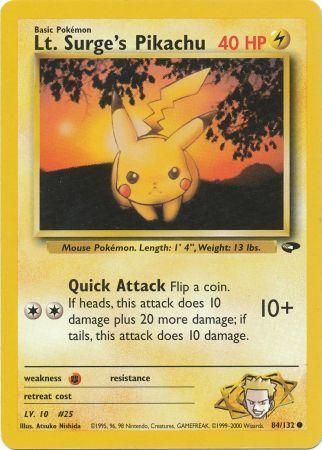 Basic Pokémon
Lt. Surge's Pikachu 40 HP
Mouse Pokémon. Length: 1' 4", Weight: 13 lbs.
Quick Attack Flip a coin.
If heads, this attack does 10
damage plus 20 more damage; if
tails, this attack does 10 damage.
10+
weakness resistance
retreat cost
LV. 10 #25
Illus. Atsuko Nishida ©1995, 96, 98 Nintendo, Creatures, GAMEFREAK. ©1999-2000 Wizards. 84/132